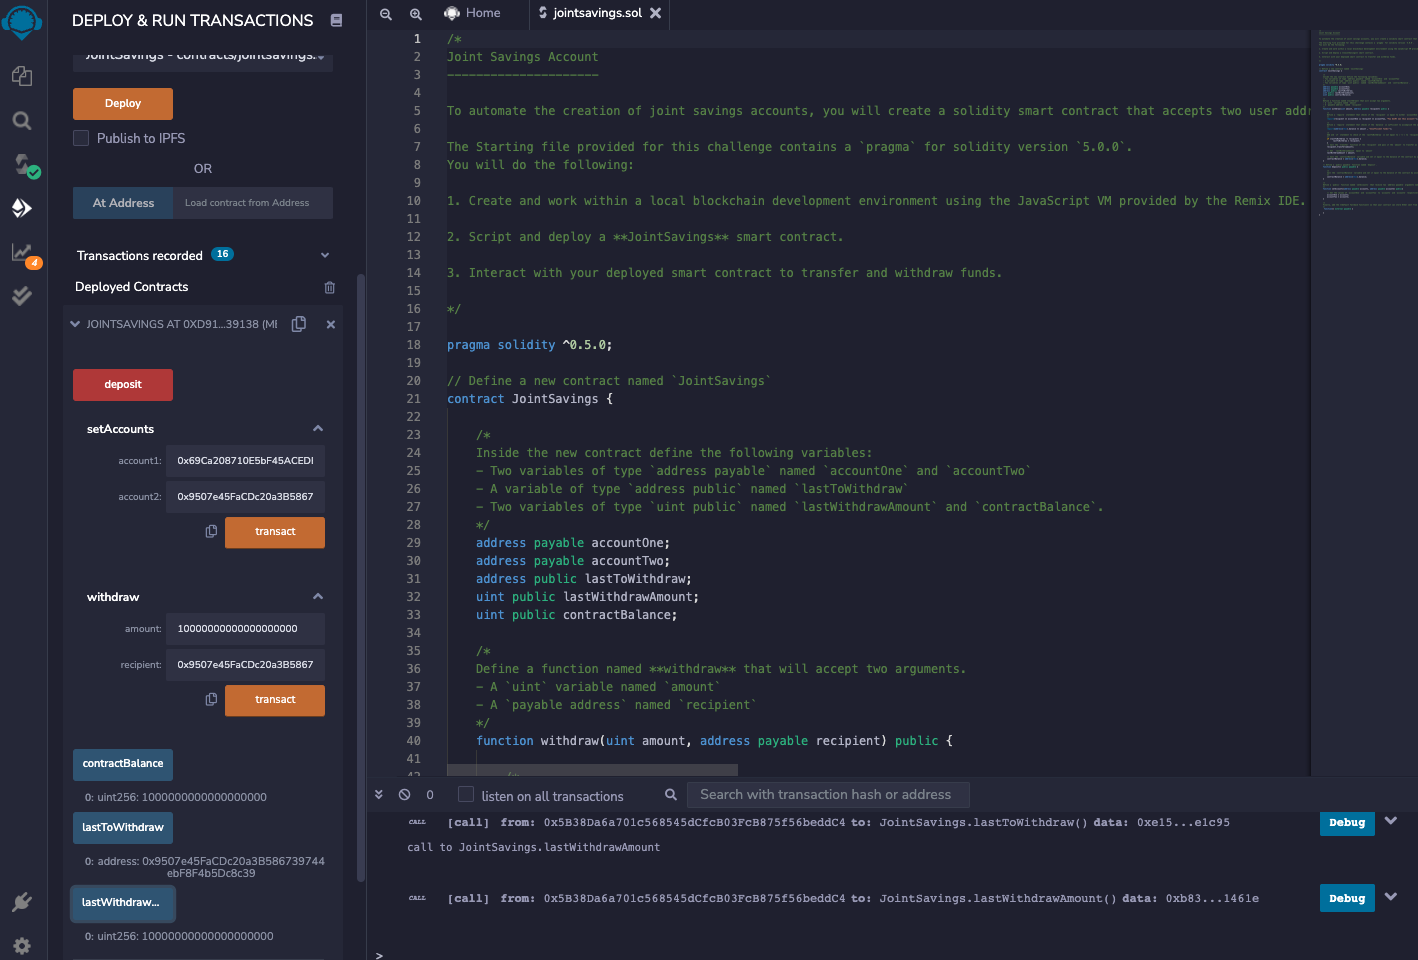 DEPLOY & RUN TRANSACTIONS
Home
jointsavings.sol
JointSavings - contracts/jointsavings.
Deploy
Publish to IPFS
OR
At Address
Load contract from Address
Transactions recorded 16
Deployed Contracts
JOINTSAVINGS AT 0XD91...39138 (ME
deposit
setAccounts
account1: 0x69Ca208710E5bF45ACEDI
account2: 0x9507e45FaCDc20a3B5867
transact
withdraw
amount: 10000000000000000000
recipient: 0x9507e45FaCDc20a3B5867
transact
contractBalance
0: uint256: 1000000000000000000
lastToWithdraw
0: address: 0x9507e45FaCDc20a3B586739744
ebF8F4b5Dc8c39
lastWithdraw...
0: uint256: 10000000000000000000
4
1 /*
2 Joint Savings Account
3 ---------------------
4
5 To automate the creation of joint savings accounts, you will create a solidity smart contract that accepts two user addr
6
7 The Starting file provided for this challenge contains a `pragma` for solidity version `5.0.0`.
8 You will do the following:
9
10 1. Create and work within a local blockchain development environment using the JavaScript VM provided by the Remix IDE.
11
12 2. Script and deploy a **JointSavings** smart contract.
13
14 3. Interact with your deployed smart contract to transfer and withdraw funds.
15
16 */
17
18 pragma solidity ^0.5.0;
19
20 // Define a new contract named `JointSavings`
21 contract JointSavings {
22
23 /*
24 Inside the new contract define the following variables:
25 - Two variables of type `address payable` named `accountOne` and `accountTwo`
26 - A variable of type `address public` named `lastToWithdraw`
27 - Two variables of type `uint public` named `lastWithdrawAmount` and `contractBalance`.
28 */
29 address payable accountOne;
30 address payable accountTwo;
31 address public lastToWithdraw;
32 uint public lastWithdrawAmount;
33 uint public contractBalance;
34
35 /*
36 Define a function named **withdraw** that will accept two arguments.
37 - A `uint` variable named `amount`
38 - A `payable address` named `recipient`
39 */
40 function withdraw(uint amount, address payable recipient) public {
41
42 /*
0 listen on all transactions Search with transaction hash or address
CALL [call] from: 0x5B38Da6a701c568545dCfcB03FcB875f56beddC4 to: JointSavings.lastToWithdraw() data: 0xe15...e1c95 Debug
call to JointSavings.lastWithdrawAmount
CALL [call] from: 0x5B38Da6a701c568545dCfcB03FcB875f56beddC4 to: JointSavings.lastWithdrawAmount() data: 0xb83...1461e Debug
>